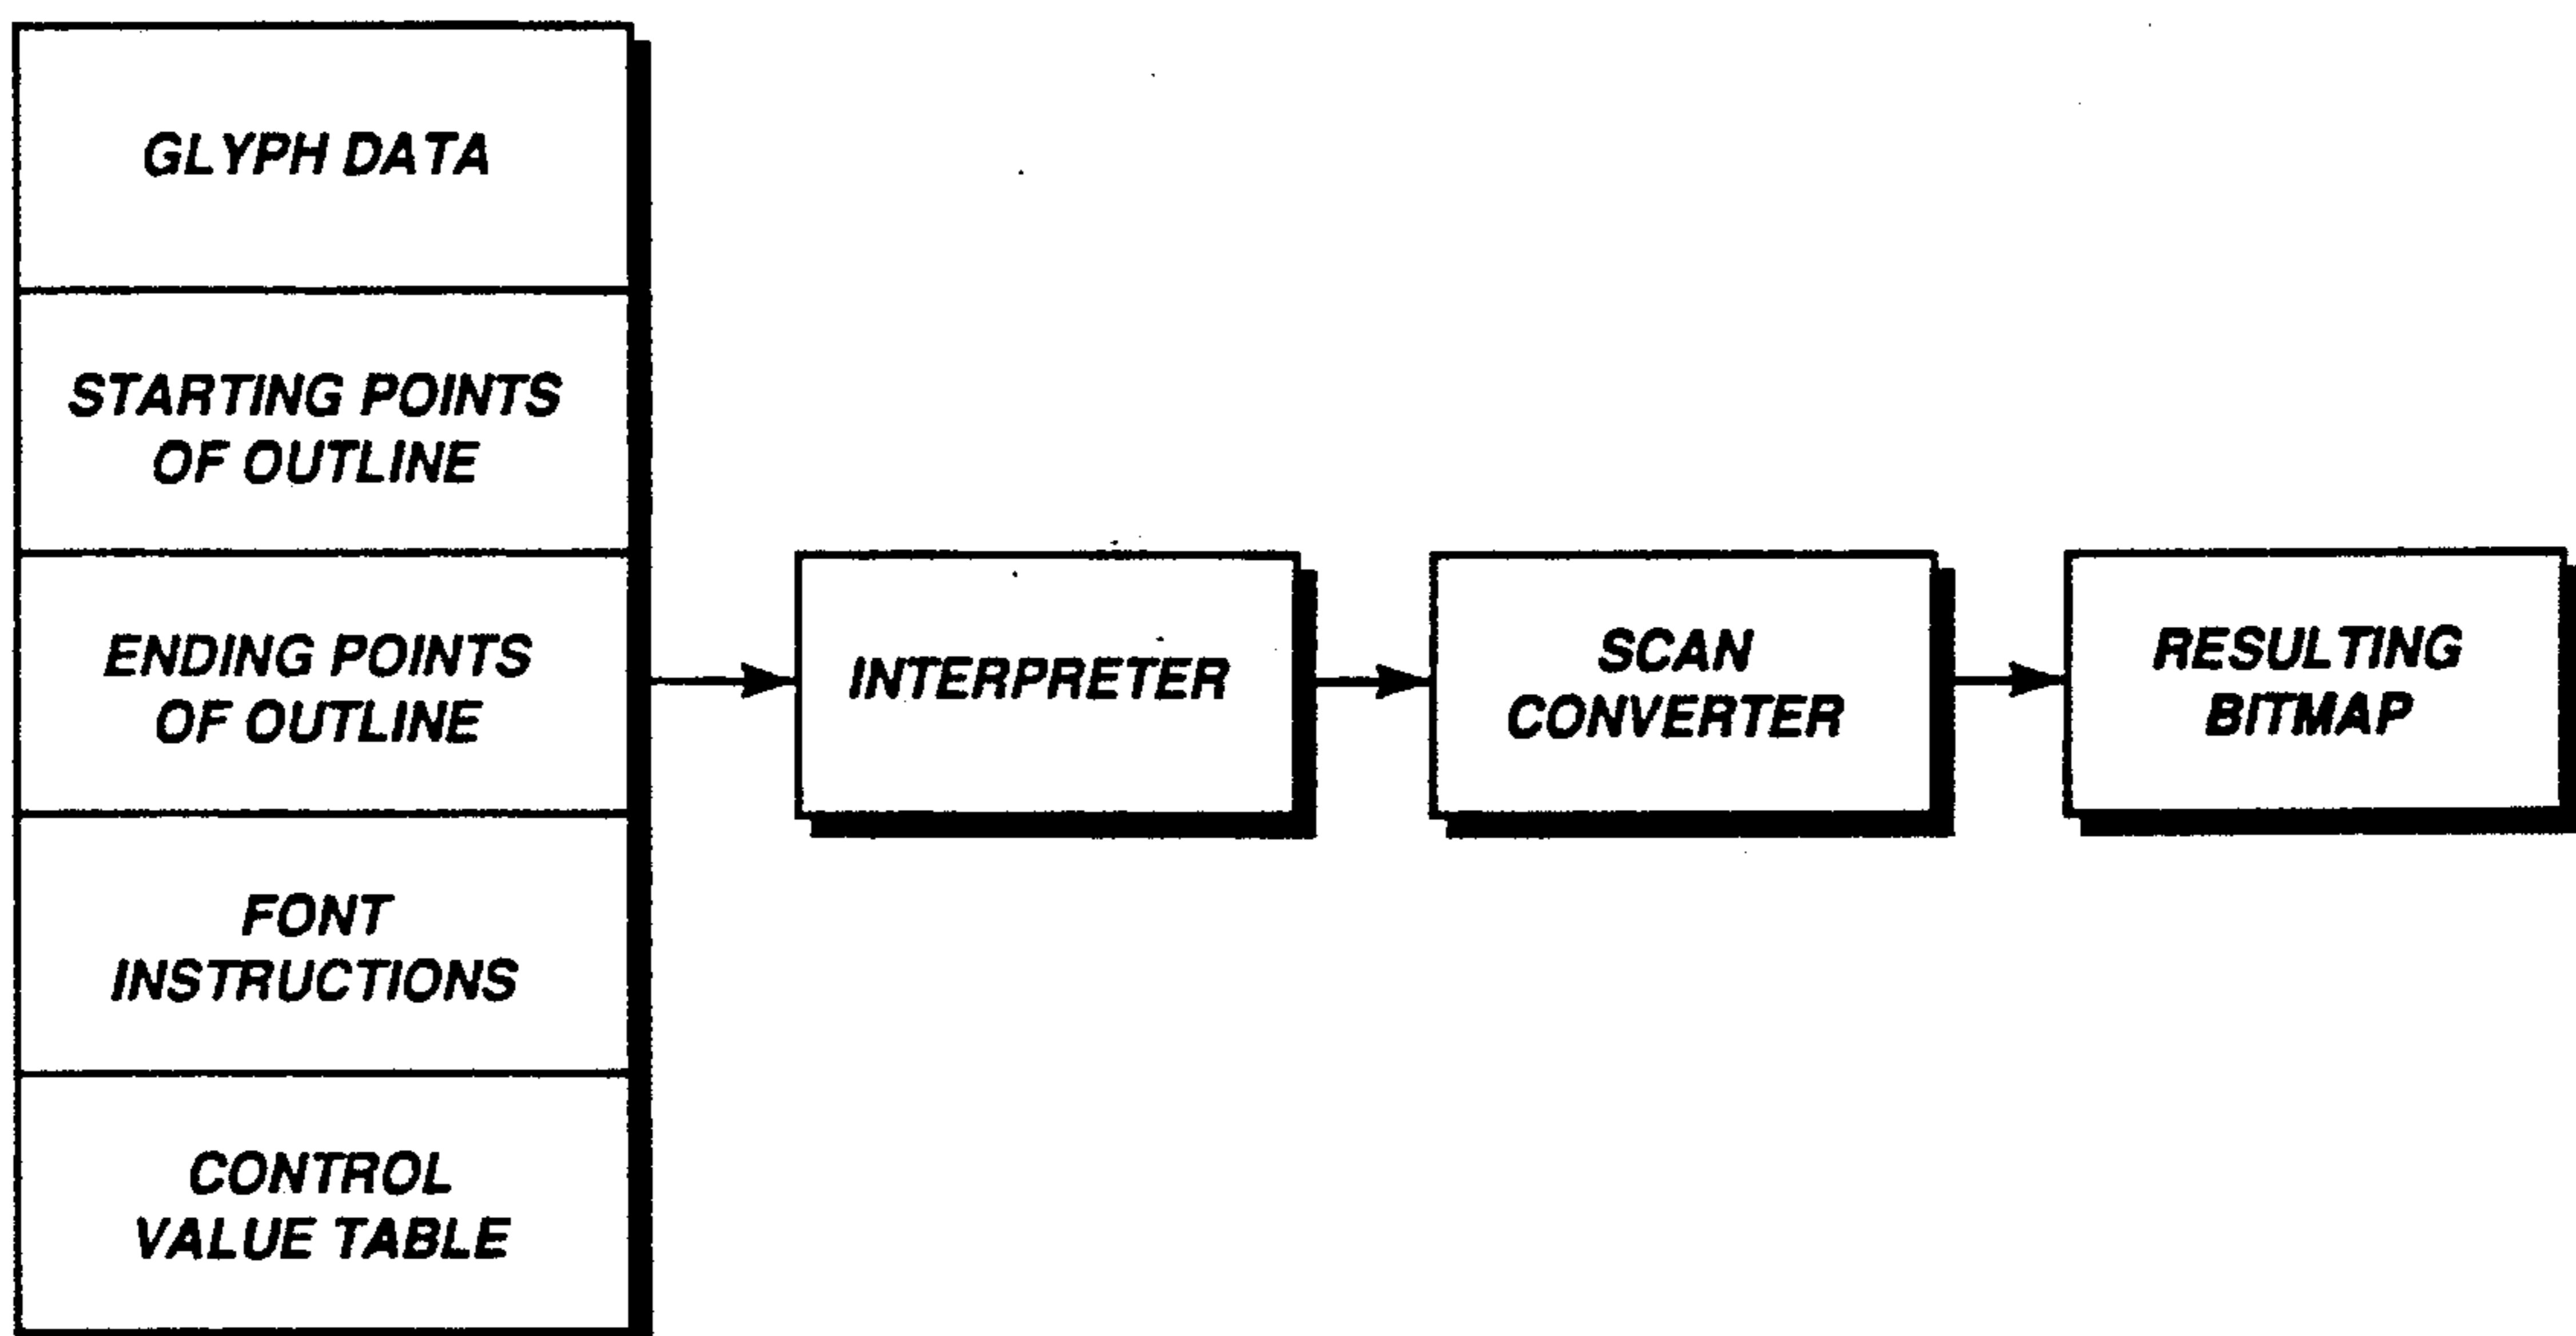 GLYPH DATA
STARTING POINTS
OF OUTLINE
ENDING POINTS
OF OUTLINE
FONT
INSTRUCTIONS
CONTROL
VALUE TABLE
INTERPRETER
SCAN
CONVERTER
RESULTING
BITMAP